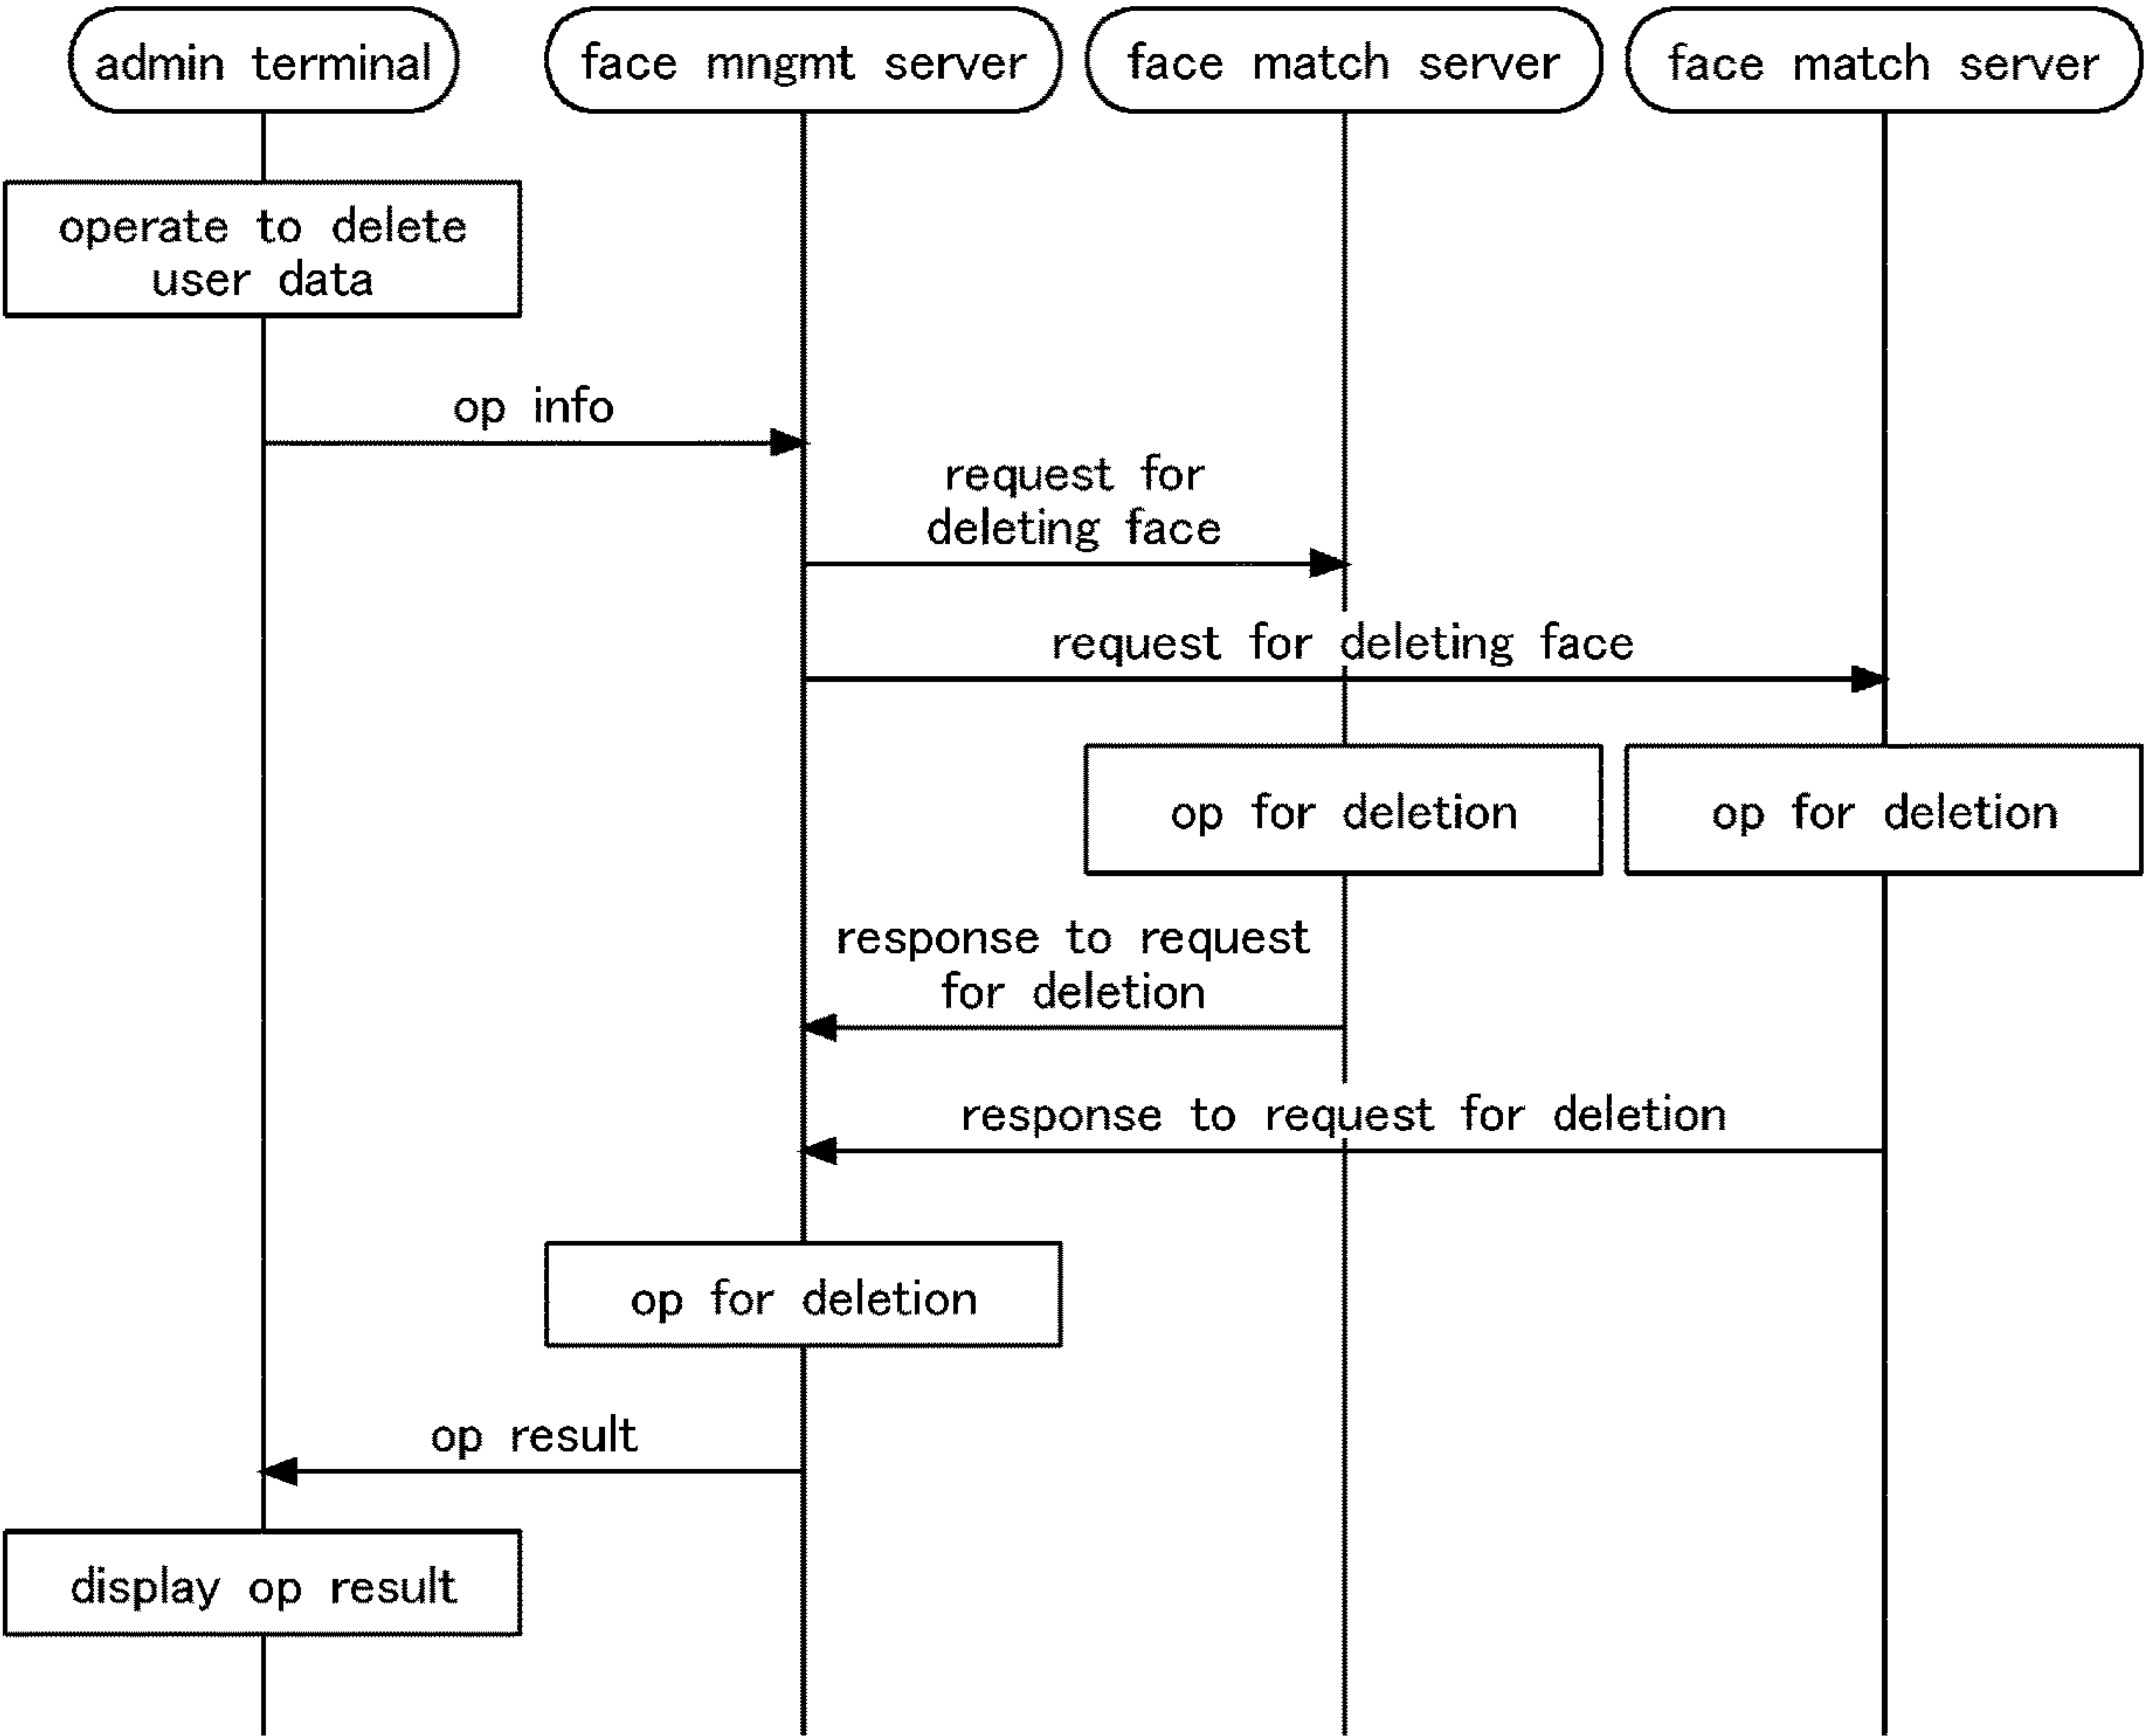 admin terminal
face mngmt server
face match server
face match server
operate to delete
user data
op info
request for
deleting face
request for deleting face
op for deletion
op for deletion
response to request
for deletion
response to request for deletion
op for deletion
op result
display op result